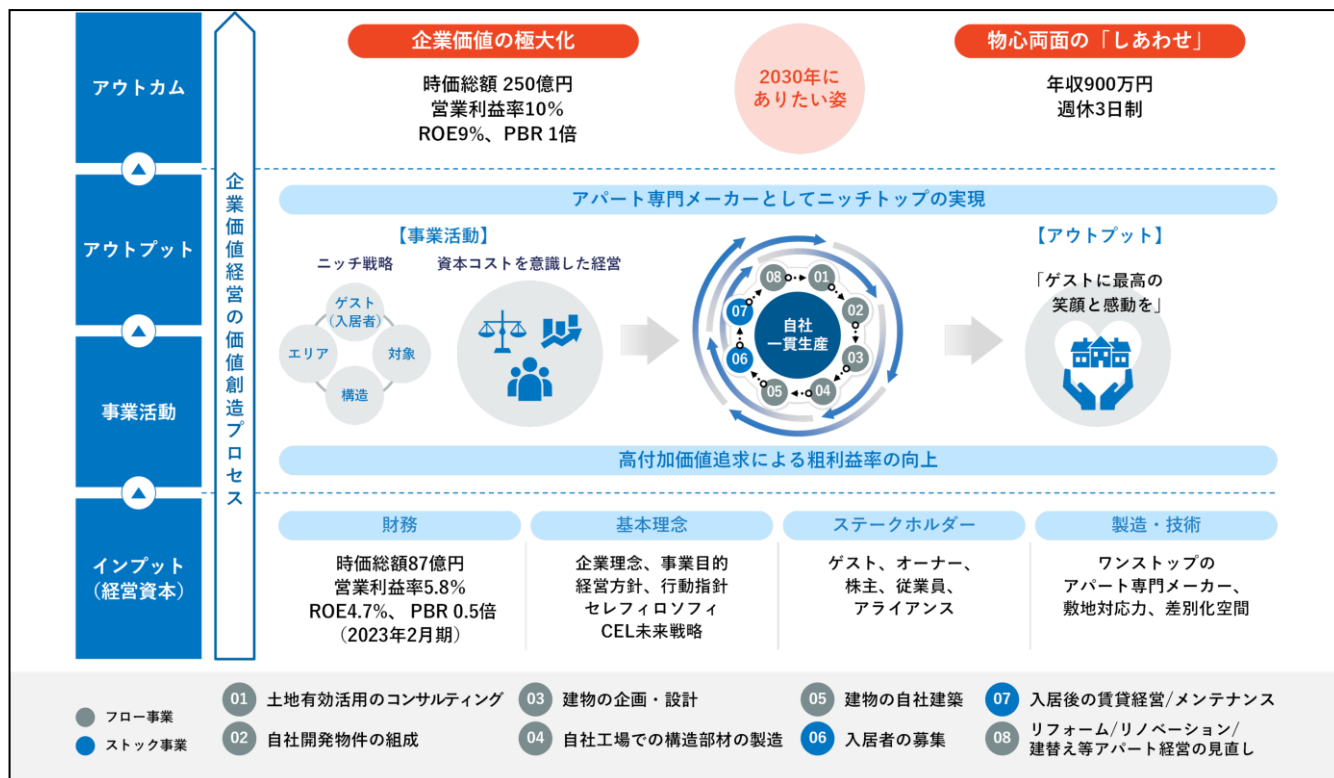 アウトカム
アウトプット
事業活動
インプット
（経営資本）
企業価値経営の価値創造プロセス
企業価値の極大化
時価総額 250億円
営業利益率10%
ROE9%、PBR 1倍
2030年に
ありたい姿
物心両面の「しあわせ」
年収900万円
週休3日制
アパート専門メーカーとしてニッチトップの実現
【事業活動】
ニッチ戦略
資本コストを意識した経営
ゲスト
（入居者）
エリア
対象
構造
自社
一貫生産
01
02
03
04
05
06
07
08
【アウトプット】
「ゲストに最高の
笑顔と感動を」
高付加価値追求による粗利益率の向上
財務
時価総額87億円
営業利益率5.8%
ROE4.7%、 PBR 0.5倍
（2023年2月期）
基本理念
企業理念、事業目的
経営方針、行動指針
セレフィロソフィ
CEL未来戦略
ステークホルダー
ゲスト、オーナー、
株主、従業員、
アライアンス
製造・技術
ワンストップの
アパート専門メーカー、
敷地対応力、差別化空間
フロー事業
ストック事業
01 土地有効活用のコンサルティング
02 自社開発物件の組成
03 建物の企画・設計
04 自社工場での構造部材の製造
05 建物の自社建築
06 入居者の募集
07 入居後の賃貸経営/メンテナンス
08 リフォーム/リノベーション/
建替え等アパート経営の見直し